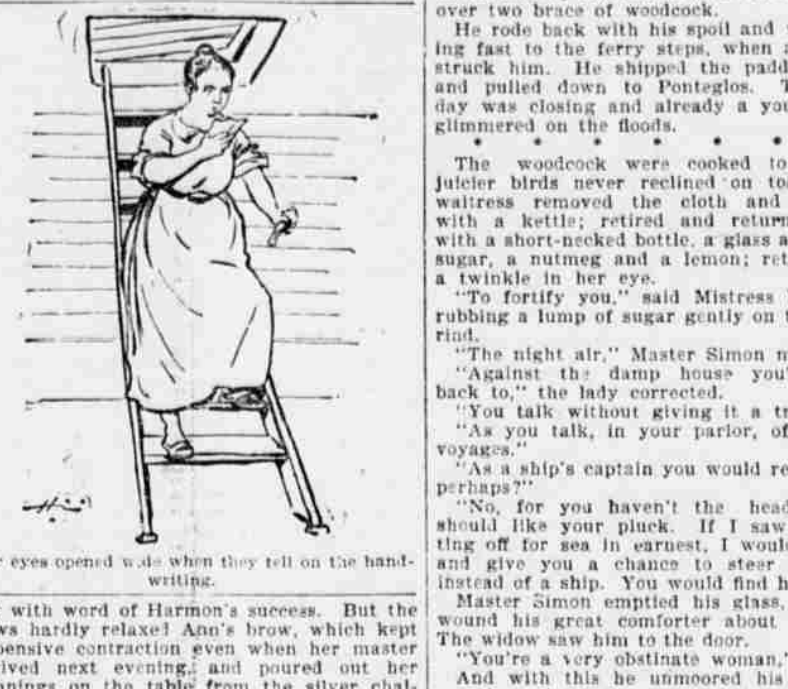 eyes opened wide when they fell on the hand-
writing.
with word of Harmon's success. But the
hardly relaxed Ann's brow, which kept
pensive contraction even when her master
next evening, and poured out her
on the table from the silver
over two brace of woodcock.
He rode back with his spoil and
ing fast to the ferry steps, when
struck him. He shipped the
and pulled down to Ponteglos.
day was closing and already a
glimmered on the floods.
* * * * * *
The woodcock were cooked to
juicier birds never reclined on
waitress removed the cloth and
with a kettle; retired and
with a short-necked bottle, a glass
sugar, a nutmeg and a lemon;
a twinkle in her eye.
"To fortify you," said Mistress
rubbing a lump of sugar gently on
rind.
"The night air," Master Simon
"Against the damp house
back to," the lady corrected.
"You talk without giving it a
"As you talk, in your parlor, of
voyages."
"As a ship's captain you would
perhaps?"
"No, for you haven't the
should like your pluck. If I saw
ting off for sea in earnest, I
and give you a chance to steer
instead of a ship. You would find
Master Simon emptied his glass,
wound his great comforter about
The widow saw him to the door.
"You're a very obstinate woman,"
And with this he unmoored his